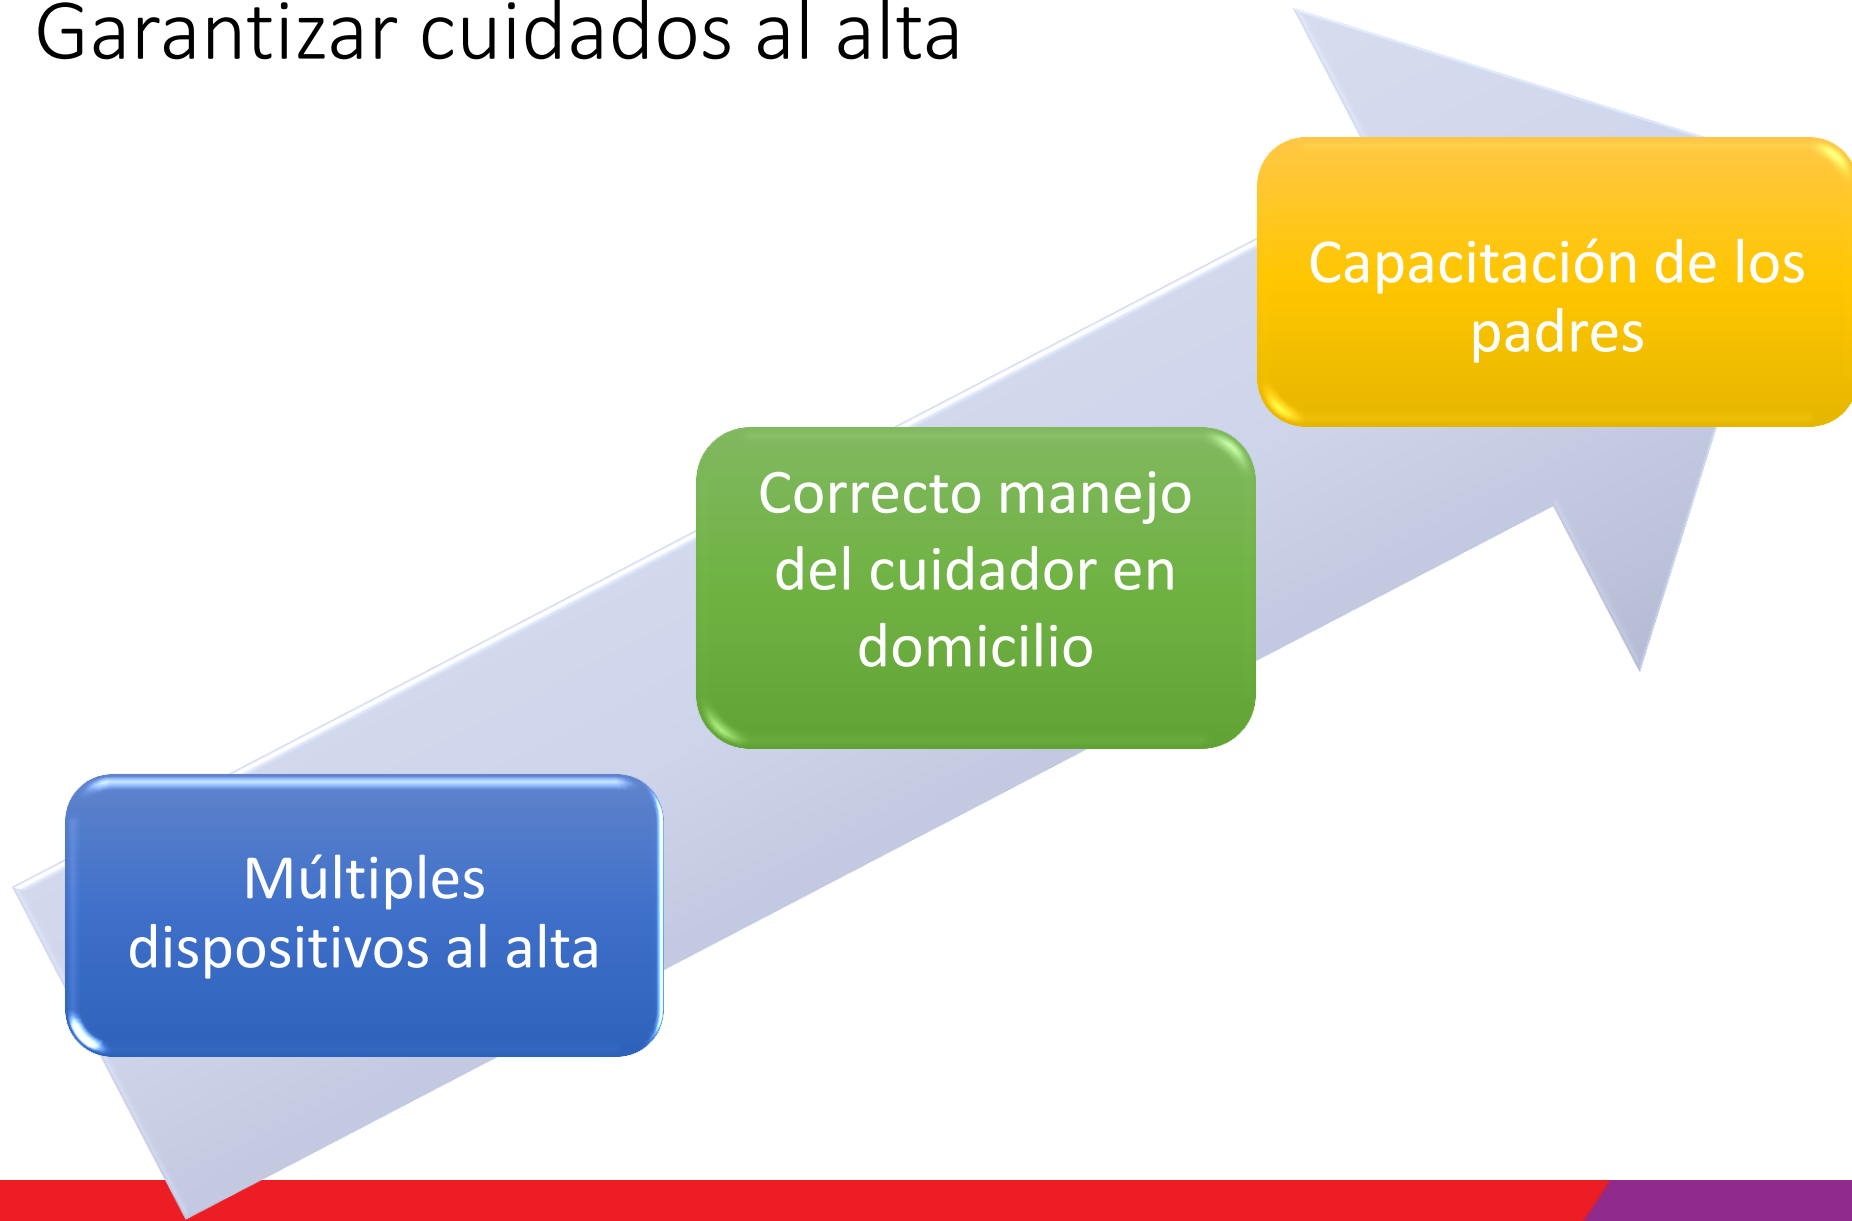 Garantizar cuidados al alta
Capacitación de los
padres
Correcto manejo
del cuidador en
domicilio
Múltiples
dispositivos al alta